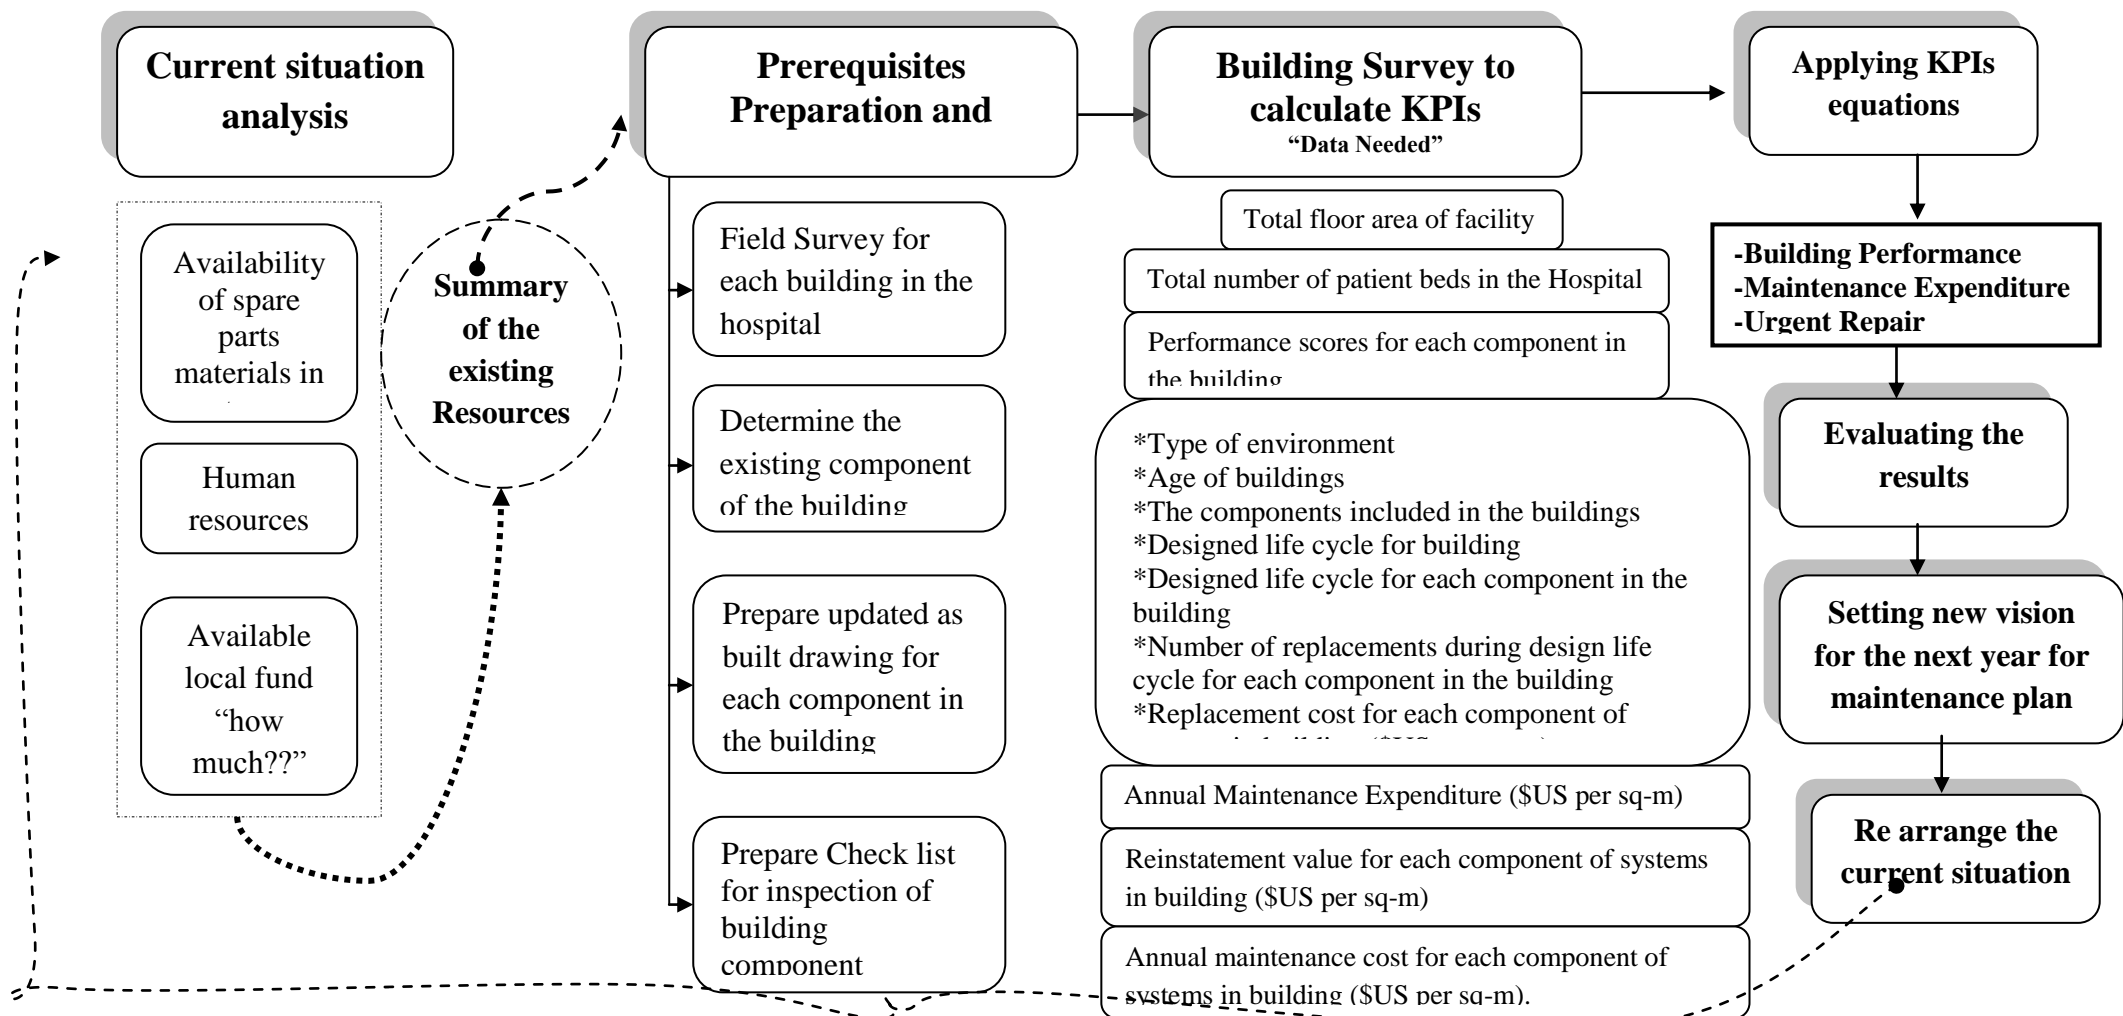 Current situation
analysis
Availability
of spare
parts
materials in
Human
resources
Available
local fund
“how
much??”
Summary
of the
existing
Resources
Prerequisites
Preparation and
Field Survey for
each building in the
hospital
Determine the
existing component
of the building
Prepare updated as
built drawing for
each component in
the building
Prepare Check list
for inspection of
building
component
Building Survey to
calculate KPIs
“Data Needed”
Total floor area of facility
Total number of patient beds in the Hospital
Performance scores for each component in
the building
*Type of environment
*Age of buildings
*The components included in the buildings
*Designed life cycle for building
*Designed life cycle for each component in the
building
*Number of replacements during design life
cycle for each component in the building
*Replacement cost for each component of
Annual Maintenance Expenditure ($US per sq-m)
Reinstatement value for each component of systems
in building ($US per sq-m)
Annual maintenance cost for each component of
systems in building ($US per sq-m).
Applying KPIs
equations
-Building Performance
-Maintenance Expenditure
-Urgent Repair
Evaluating the
results
Setting new vision
for the next year for
maintenance plan
Re arrange the
current situation